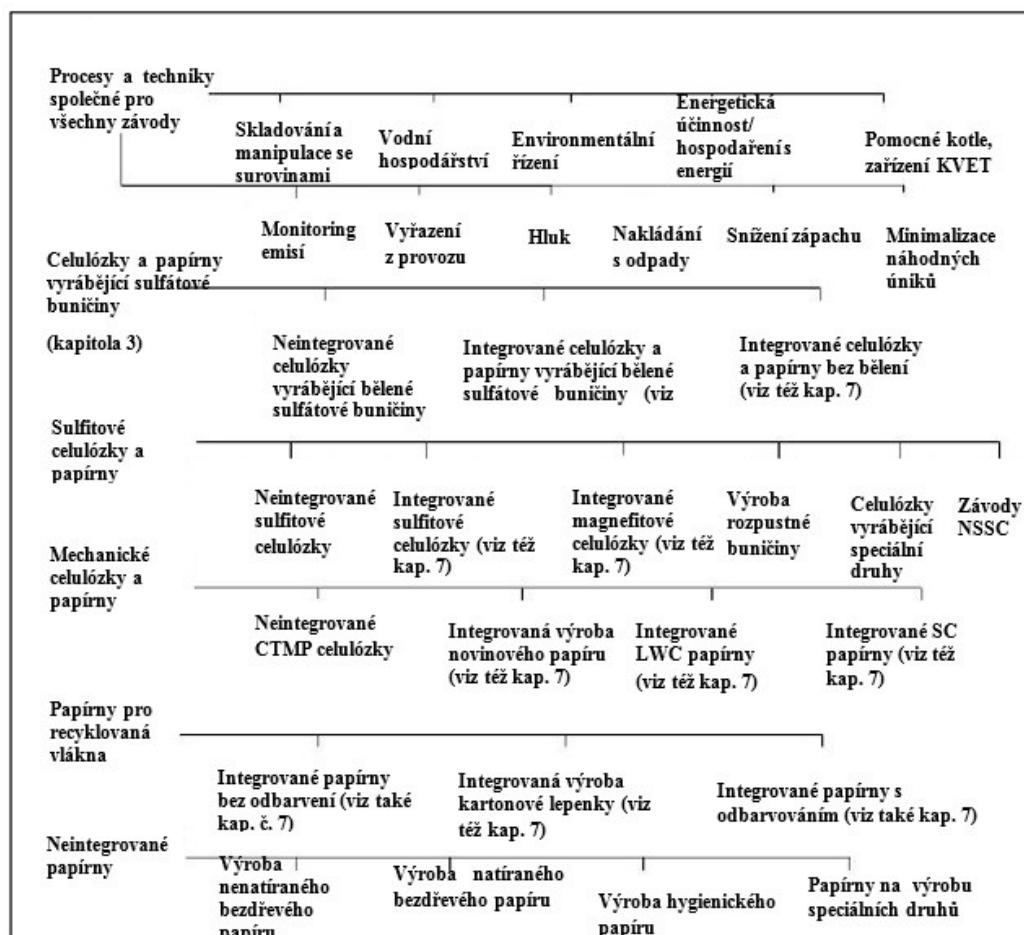 Procesy a techniky
společné pro
všechny závody
Skladování a
manipulace se
surovinami
Vodní
hospodářství
Environmentální
řízení
Energetická
účinnost/
hospodaření s
energií
Pomocné kotle,
zařízení KVET
Monitoring
emisí
Vyřazení
z provozu
Hluk
Nakládání
s odpady
Snížení zápachu
Minimalizace
náhodných
úniků
Celulózky a papírny
vyrábějící sulfátové
buničiny
(kapitola 3)
Neintegrované
celulózky
vyrábějící bělené
sulfátové buničiny
Integrované celulózky a
papírny vyrábějící bělené
sulfátové buničiny (viz
Integrované celulózky
a papírny bez bělení
(viz též kap. 7)
Sulfitové
celulózky a
papírny
Neintegrované
sulfitové
celulózky
Integrované
sulfitové
celulózky (viz též
kap. 7)
Integrované
magnefitové
celulózky (viz též
kap. 7)
Výroba
rozpustné
buničiny
Celulózky
vyrábějící
speciální
druhy
Závody
NSSC
Mechanické
celulózky a
papírny
Neintegrované
CTMP celulózky
Integrovaná výroba
novinového papíru
(viz též kap. 7)
Integrované
LWC papírny
(viz též kap. 7)
Integrované SC
papírny (viz též
kap. 7)
Papírny pro
recyklovaná
vlákna
Integrované papírny
bez odbarvení (viz také
kap. č. 7)
Integrovaná výroba
kartonové lepenky (viz
též kap. 7)
Integrované papírny s
odbarvováním (viz také kap. 7)
Neintegrované
papírny
Výroba
nenatíraného
bezdřevého
papíru
Výroba natíraného
bezdřevého papíru
Výroba hygienického
papíru
Papírny na výrobu
speciálních druhů